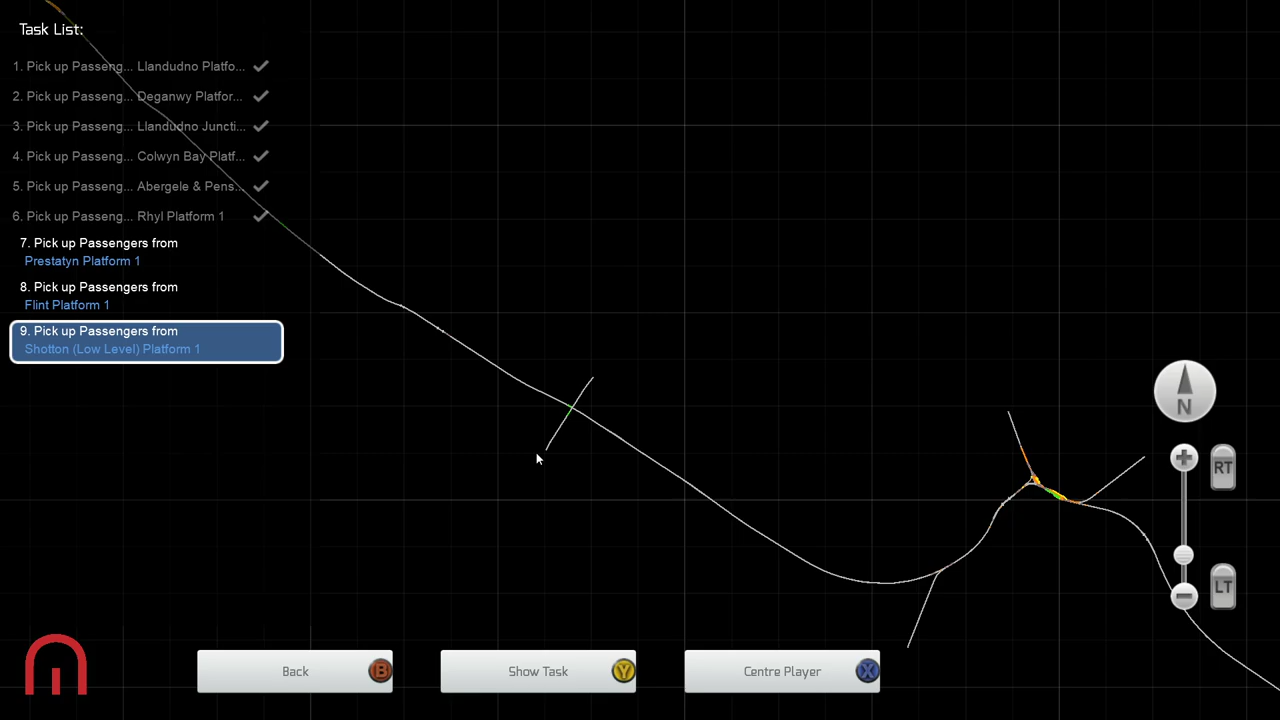 Task List:
1. Pick up Passeng... Llandudno Platfo...
2. Pick up Passeng... Deganwy Platfor...
3. Pick up Passeng... Llandudno Juncti...
4. Pick up Passeng... Colwyn Bay Platf...
5. Pick up Passeng... Abergele & Pens...
6. Pick up Passeng... Rhyl Platform 1
7. Pick up Passengers from
Prestatyn Platform 1
8. Pick up Passengers from
Flint Platform 1
9. Pick up Passengers from
Shotton (Low Level) Platform 1
N
RT
LT
Back B
Show Task Y
Centre Player X